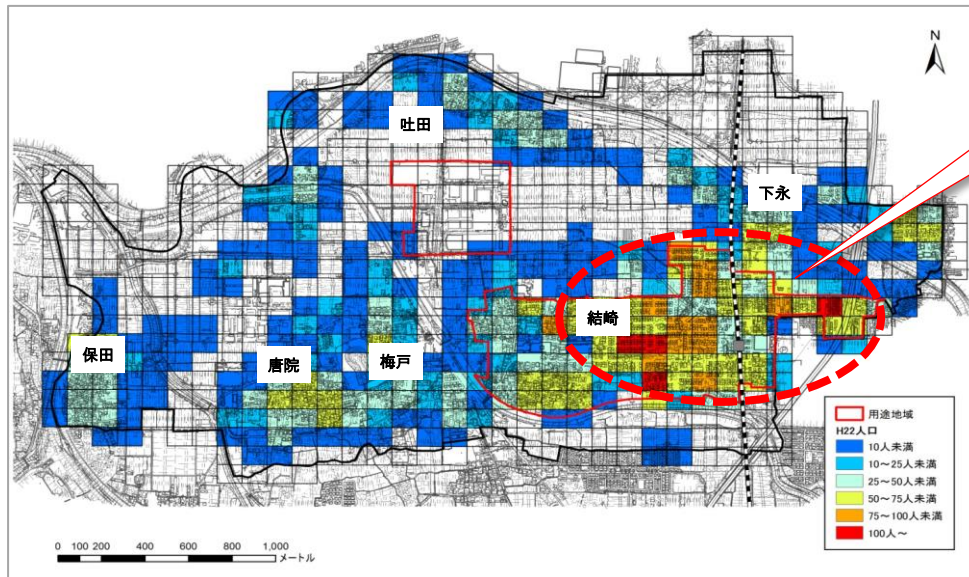 N
吐田
下永
結崎
保田
唐院
梅戸
用途地域
H22人口
10人未満
10~25人未満
25~50人未満
50~75人未満
75~100人未満
100人~
0 100 200 400 600 800 1,000
メートル